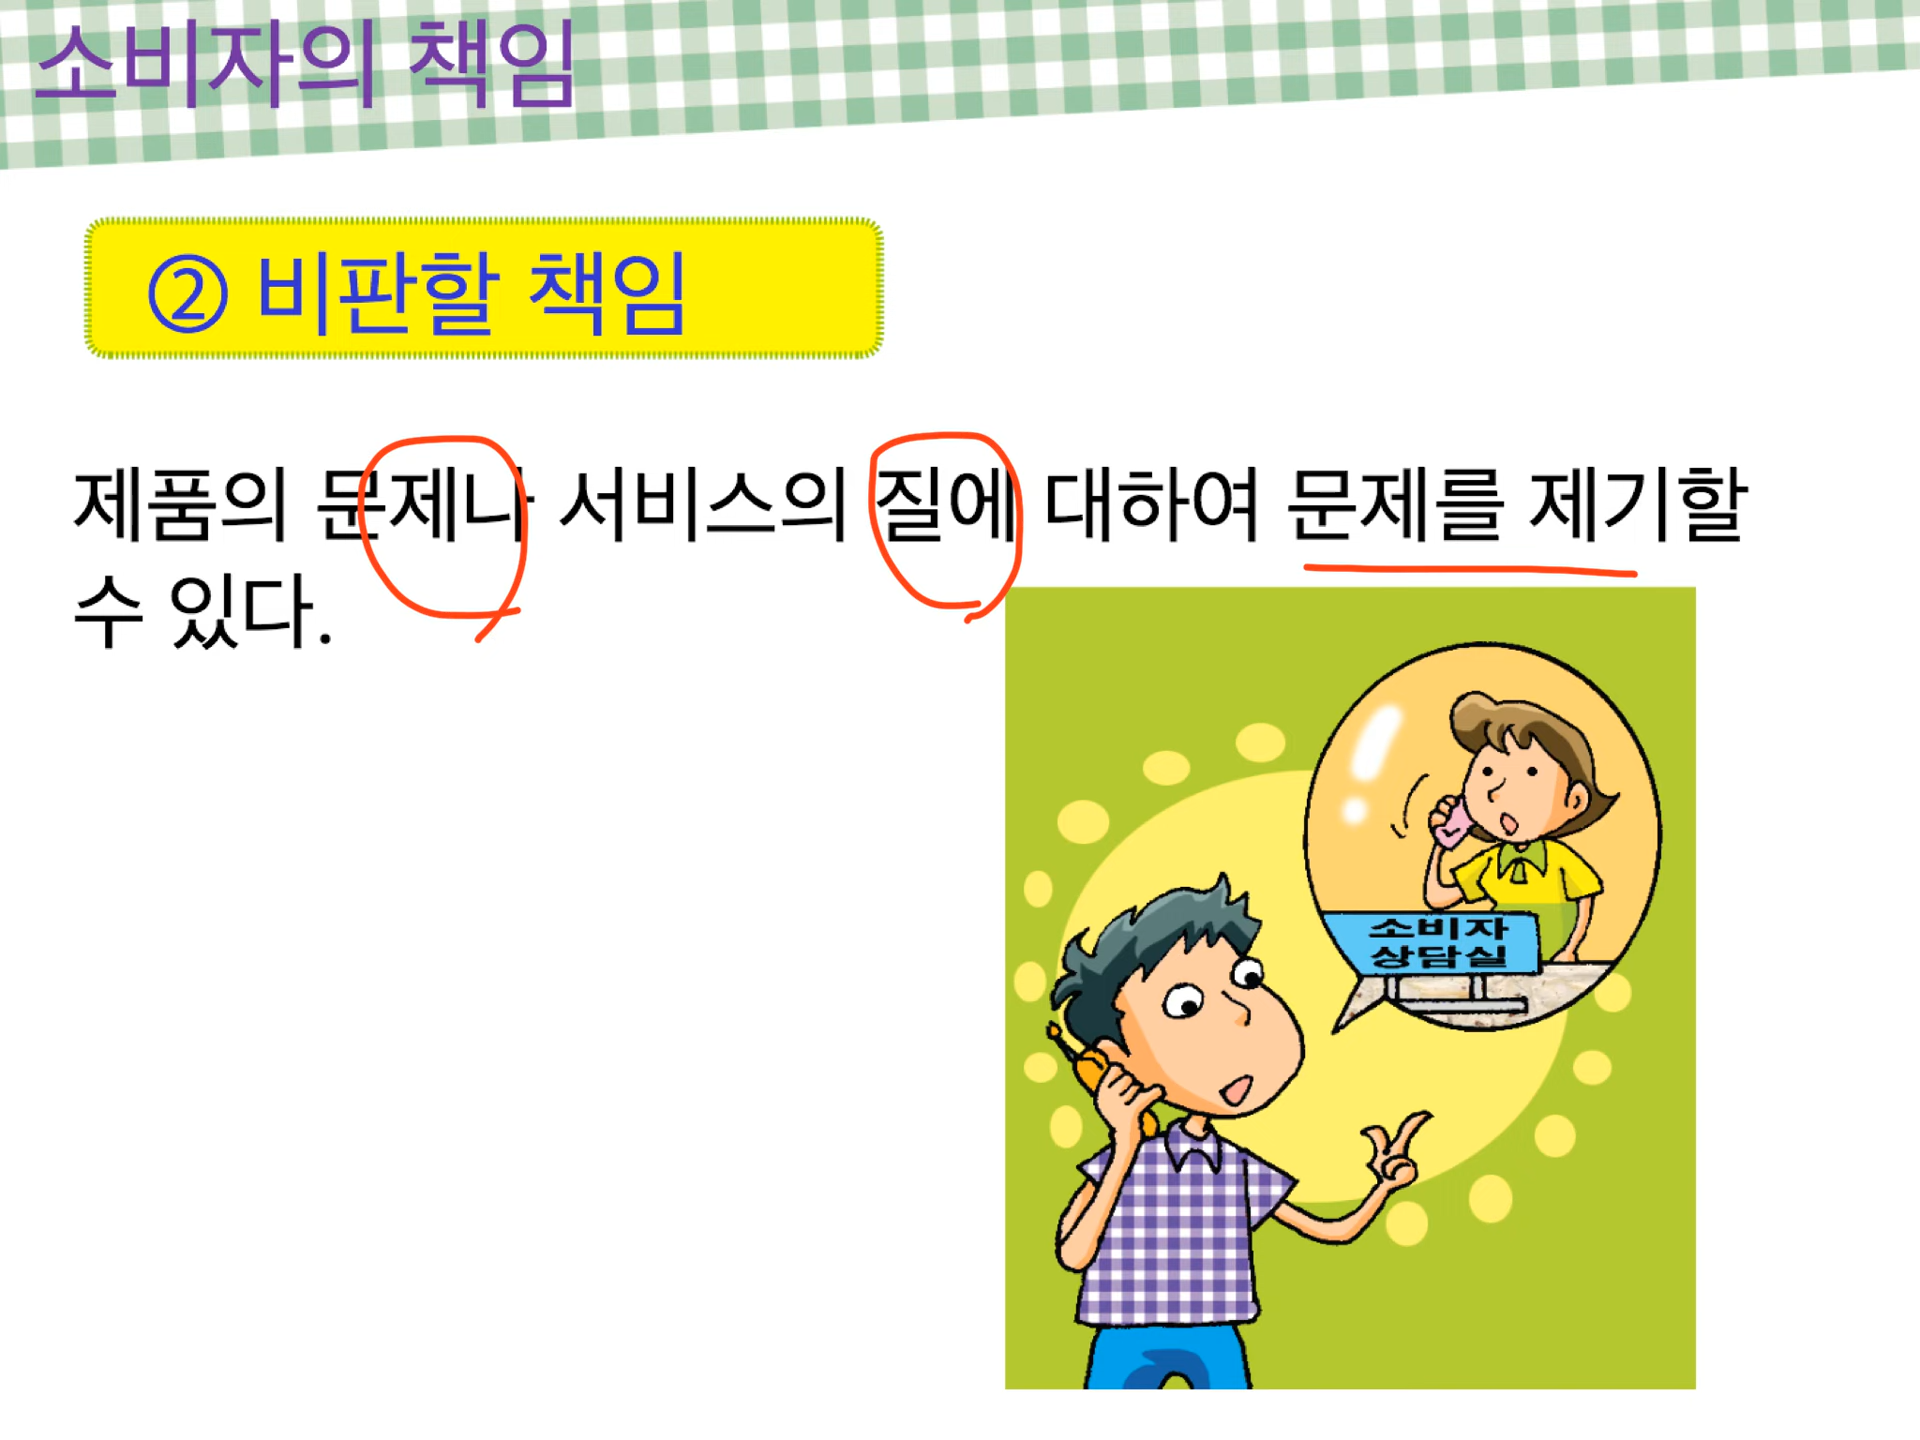 소비자의 책임
② 비판할 책임
제품의 문제나 서비스의 질에 대하여 문제를 제기할
수 있다.
소비자
상담실